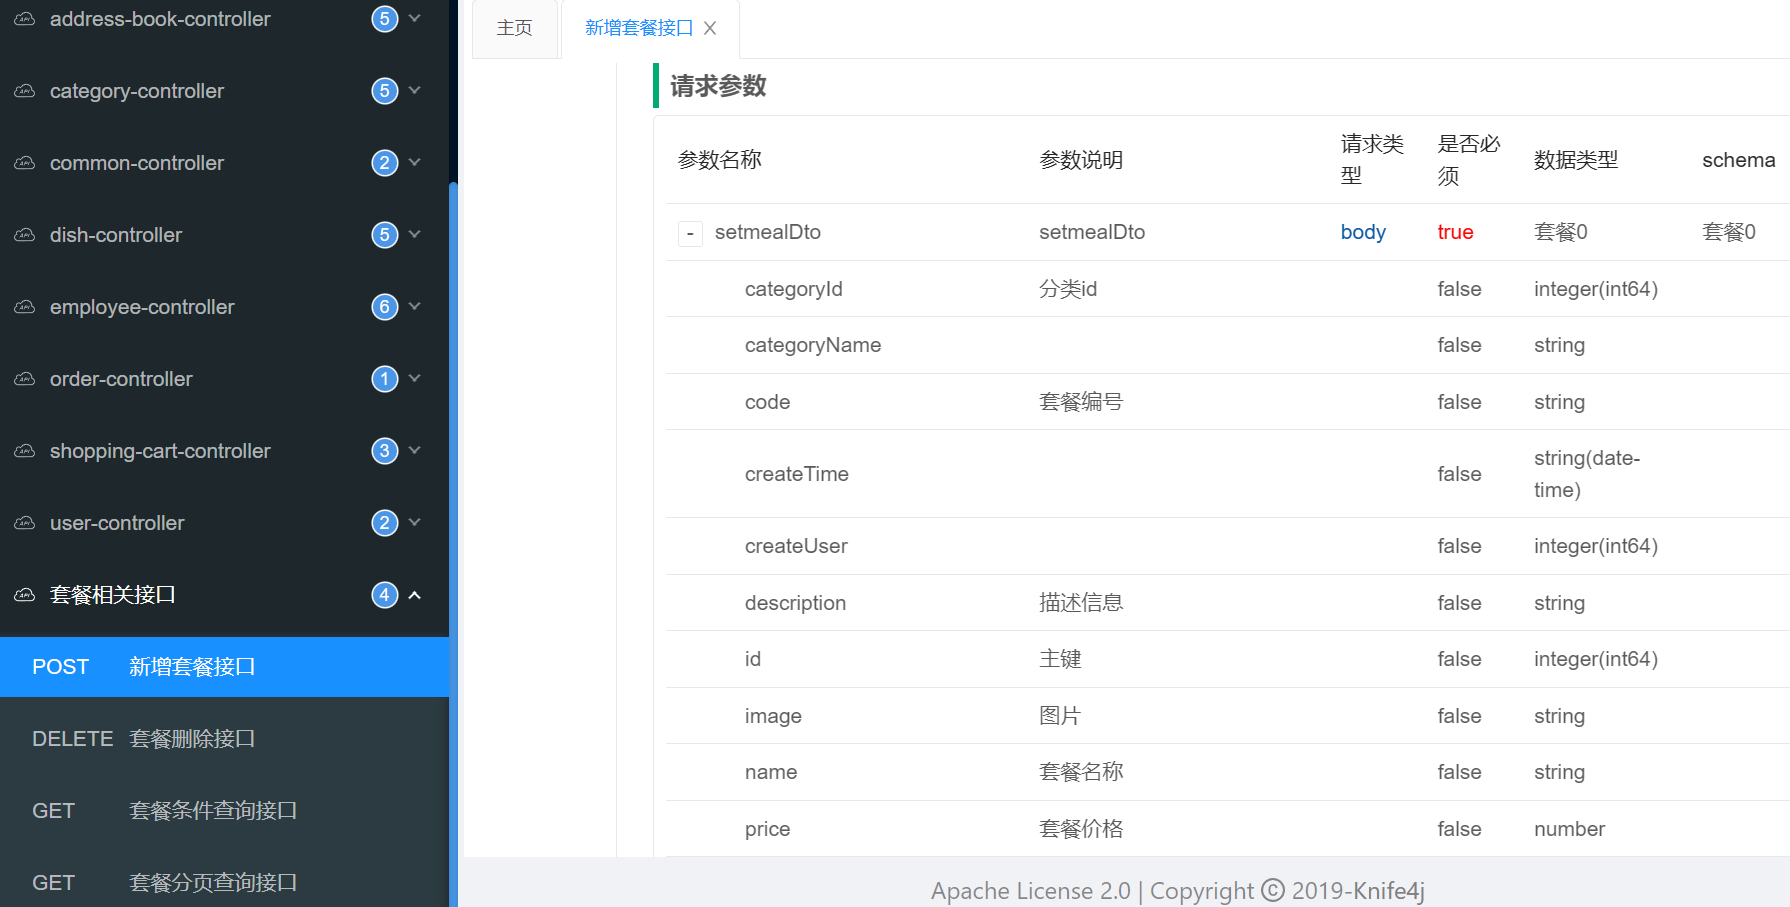 address-book-controller 5
category-controller 5
common-controller 2
dish-controller 5
employee-controller 6
order-controller 1
shopping-cart-controller 3
user-controller 2
套餐相关接口 4
POST 新增套餐接口
DELETE 套餐删除接口
GET 套餐条件查询接口
GET 套餐分页查询接口
主页 新增套餐接口
请求参数
参数名称 参数说明 请求类型 是否必须 数据类型 schema
- setmealDto setmealDto body true 套餐0 套餐0
categoryId 分类id false integer(int64)
categoryName false string
code 套餐编号 false string
createTime false string(date-time)
createUser false integer(int64)
description 描述信息 false string
id 主键 false integer(int64)
image 图片 false string
name 套餐名称 false string
price 套餐价格 false number
Apache License 2.0 | Copyright © 2019-Knife4j